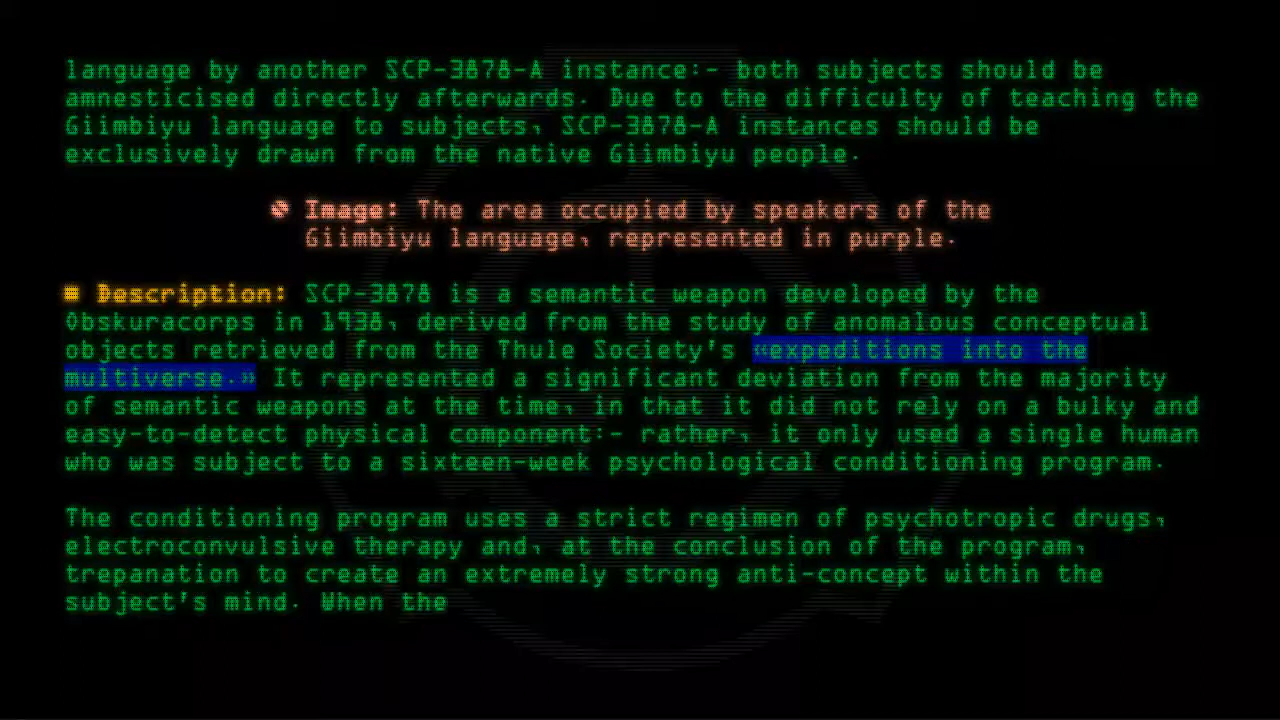 language by another SCP-3878-A instance:- both subjects should be
amnesticised directly afterwards. Due to the difficulty of teaching the
Giimbiyu language to subjects, SCP-3878-A instances should be
exclusively drawn from the native Giimbiyu people.
● Image: The area occupied by speakers of the
Giimbiyu language, represented in purple.
■ Description: SCP-3878 is a semantic weapon developed by the
Obskuracorps in 1938, derived from the study of anomalous conceptual
objects retrieved from the Thule Society's «expeditions into the
multiverse.» It represented a significant deviation from the majority
of semantic weapons at the time, in that it did not rely on a bulky and
easy-to-detect physical component:- rather, it only used a single human
who was subject to a sixteen-week psychological conditioning program.
The conditioning program uses a strict regimen of psychotropic drugs,
electroconvulsive therapy and, at the conclusion of the program,
trepanation to create an extremely strong anti-concept within the
subject's mind. When the